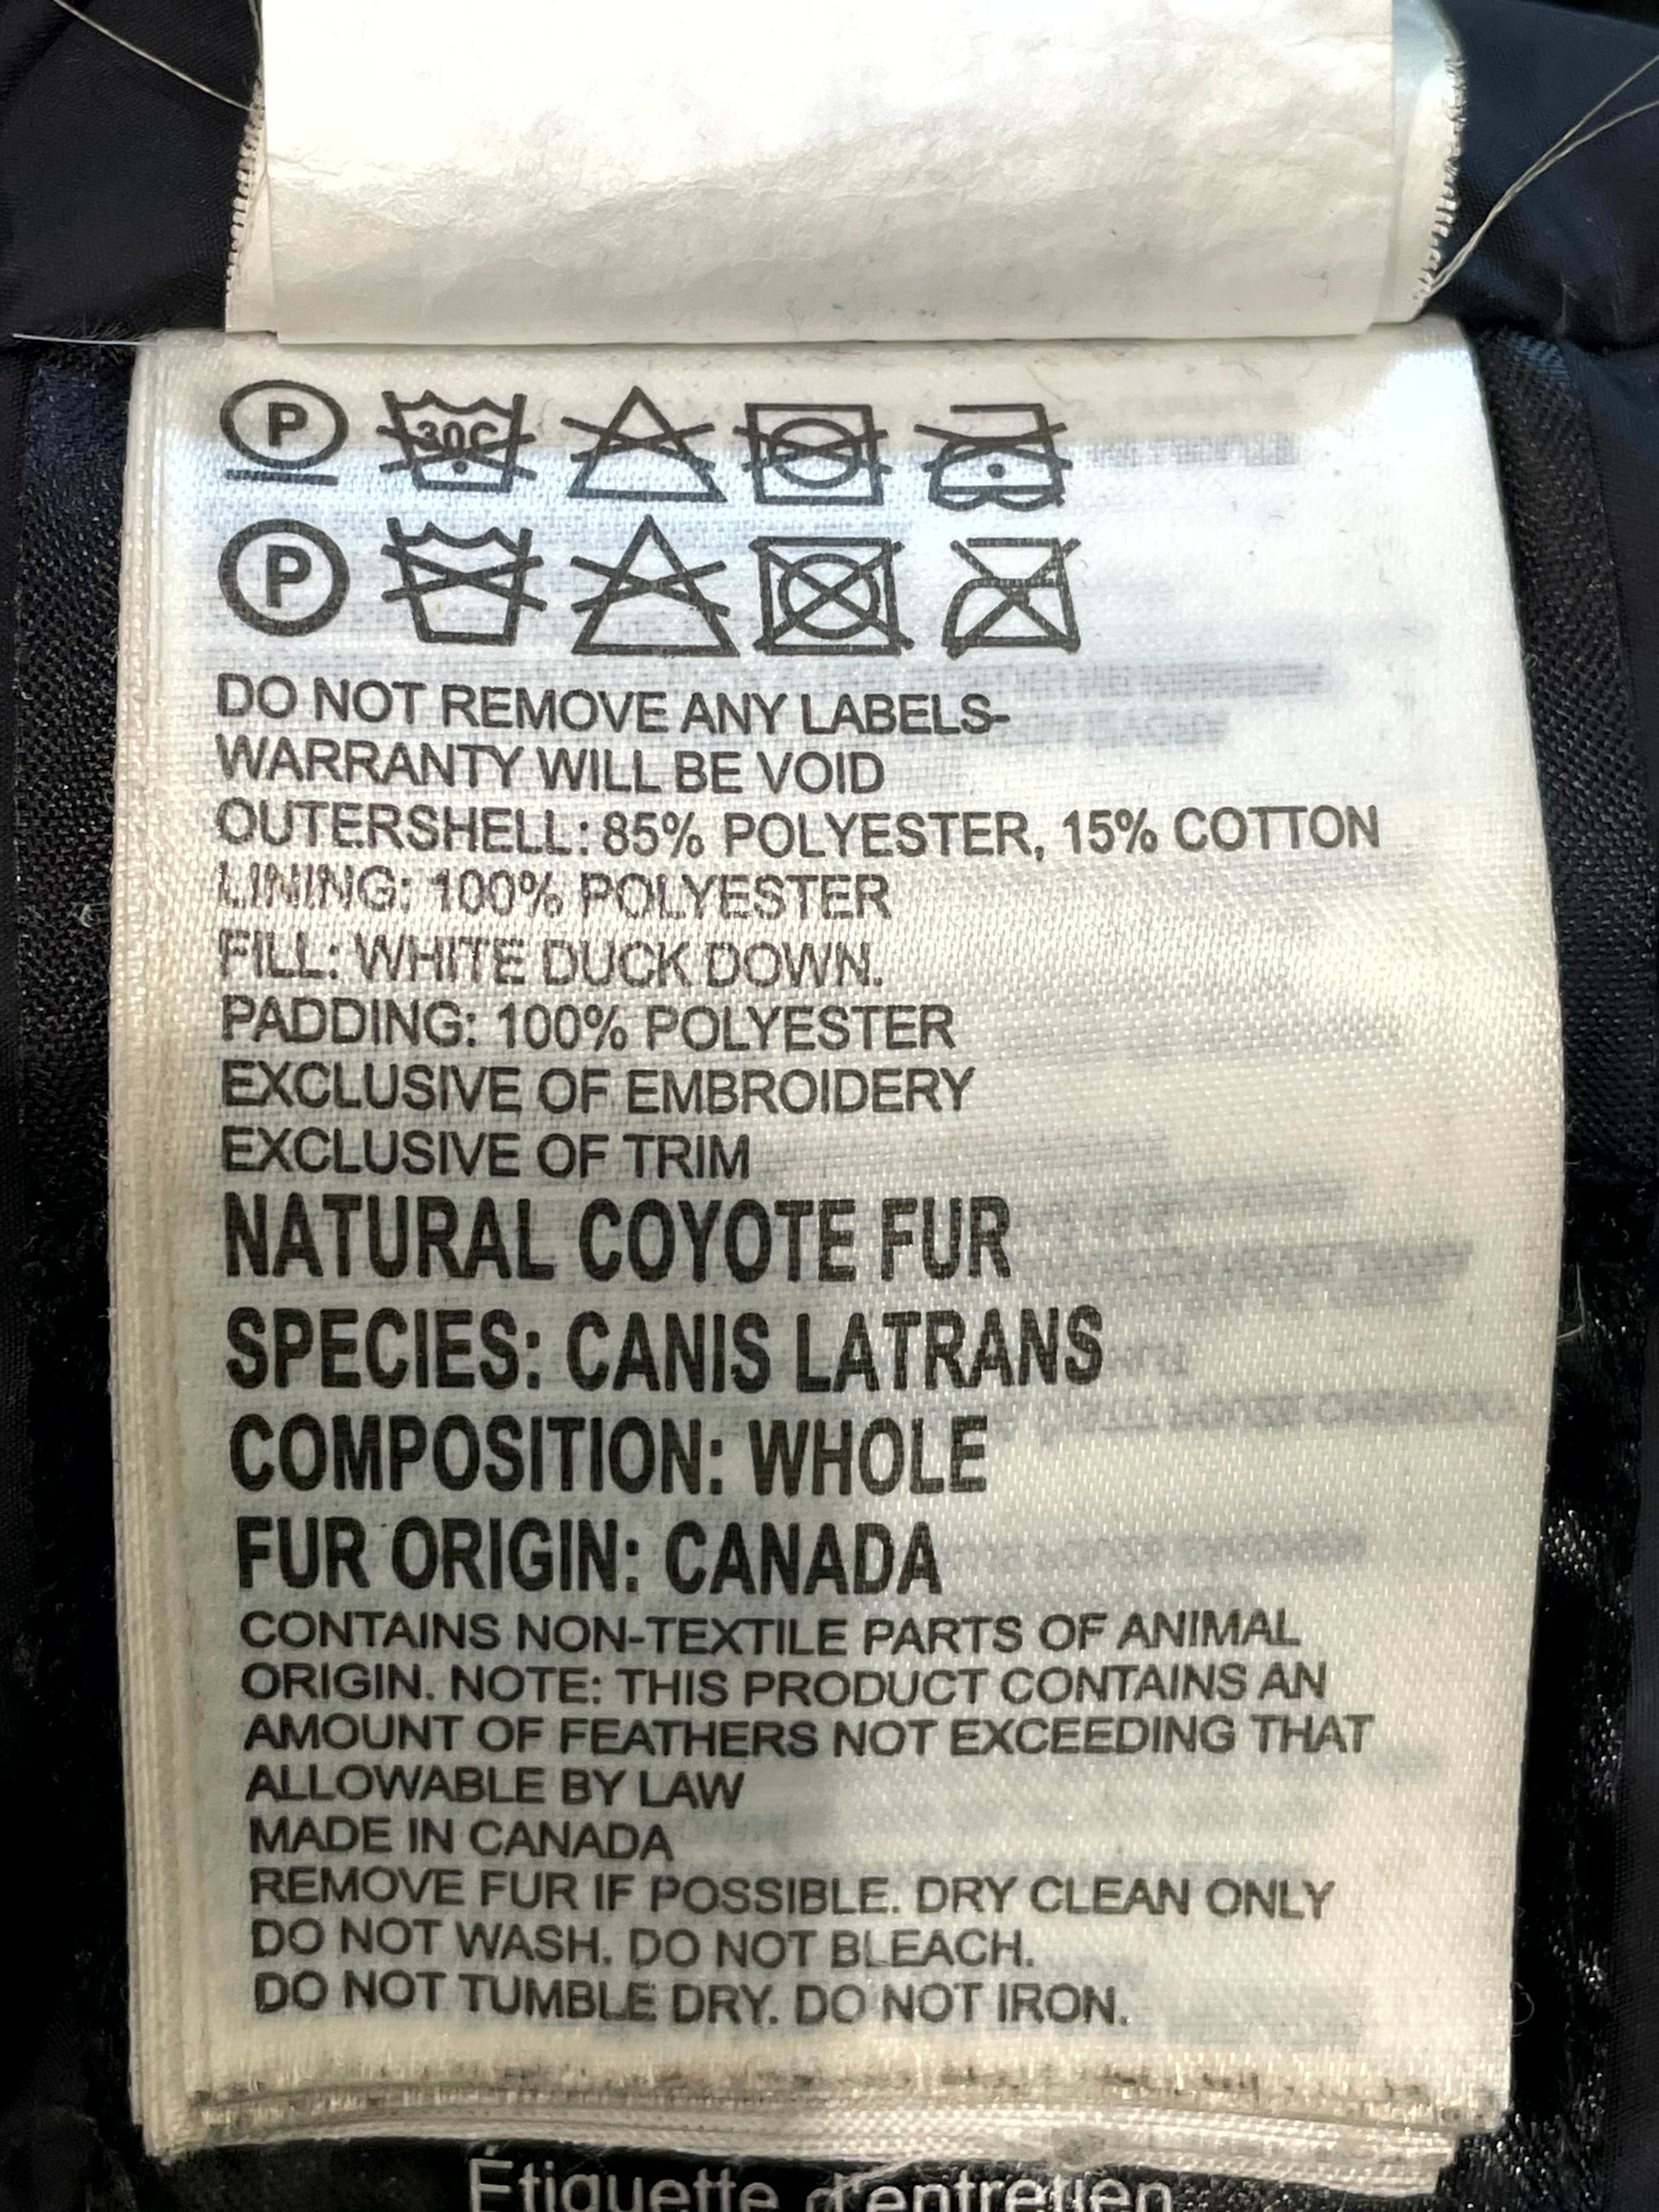 P 30C
P
DO NOT REMOVE ANY LABELS-
WARRANTY WILL BE VOID
OUTERSHELL: 85% POLYESTER, 15% COTTON
LINING: 100% POLYESTER
FILL: WHITE DUCK DOWN.
PADDING: 100% POLYESTER
EXCLUSIVE OF EMBROIDERY
EXCLUSIVE OF TRIM
NATURAL COYOTE FUR
SPECIES: CANIS LATRANS
COMPOSITION: WHOLE
FUR ORIGIN: CANADA
CONTAINS NON-TEXTILE PARTS OF ANIMAL
ORIGIN. NOTE: THIS PRODUCT CONTAINS AN
AMOUNT OF FEATHERS NOT EXCEEDING THAT
ALLOWABLE BY LAW
MADE IN CANADA
REMOVE FUR IF POSSIBLE. DRY CLEAN ONLY
DO NOT WASH. DO NOT BLEACH.
DO NOT TUMBLE DRY. DO NOT IRON.
Étiquette d'entretien